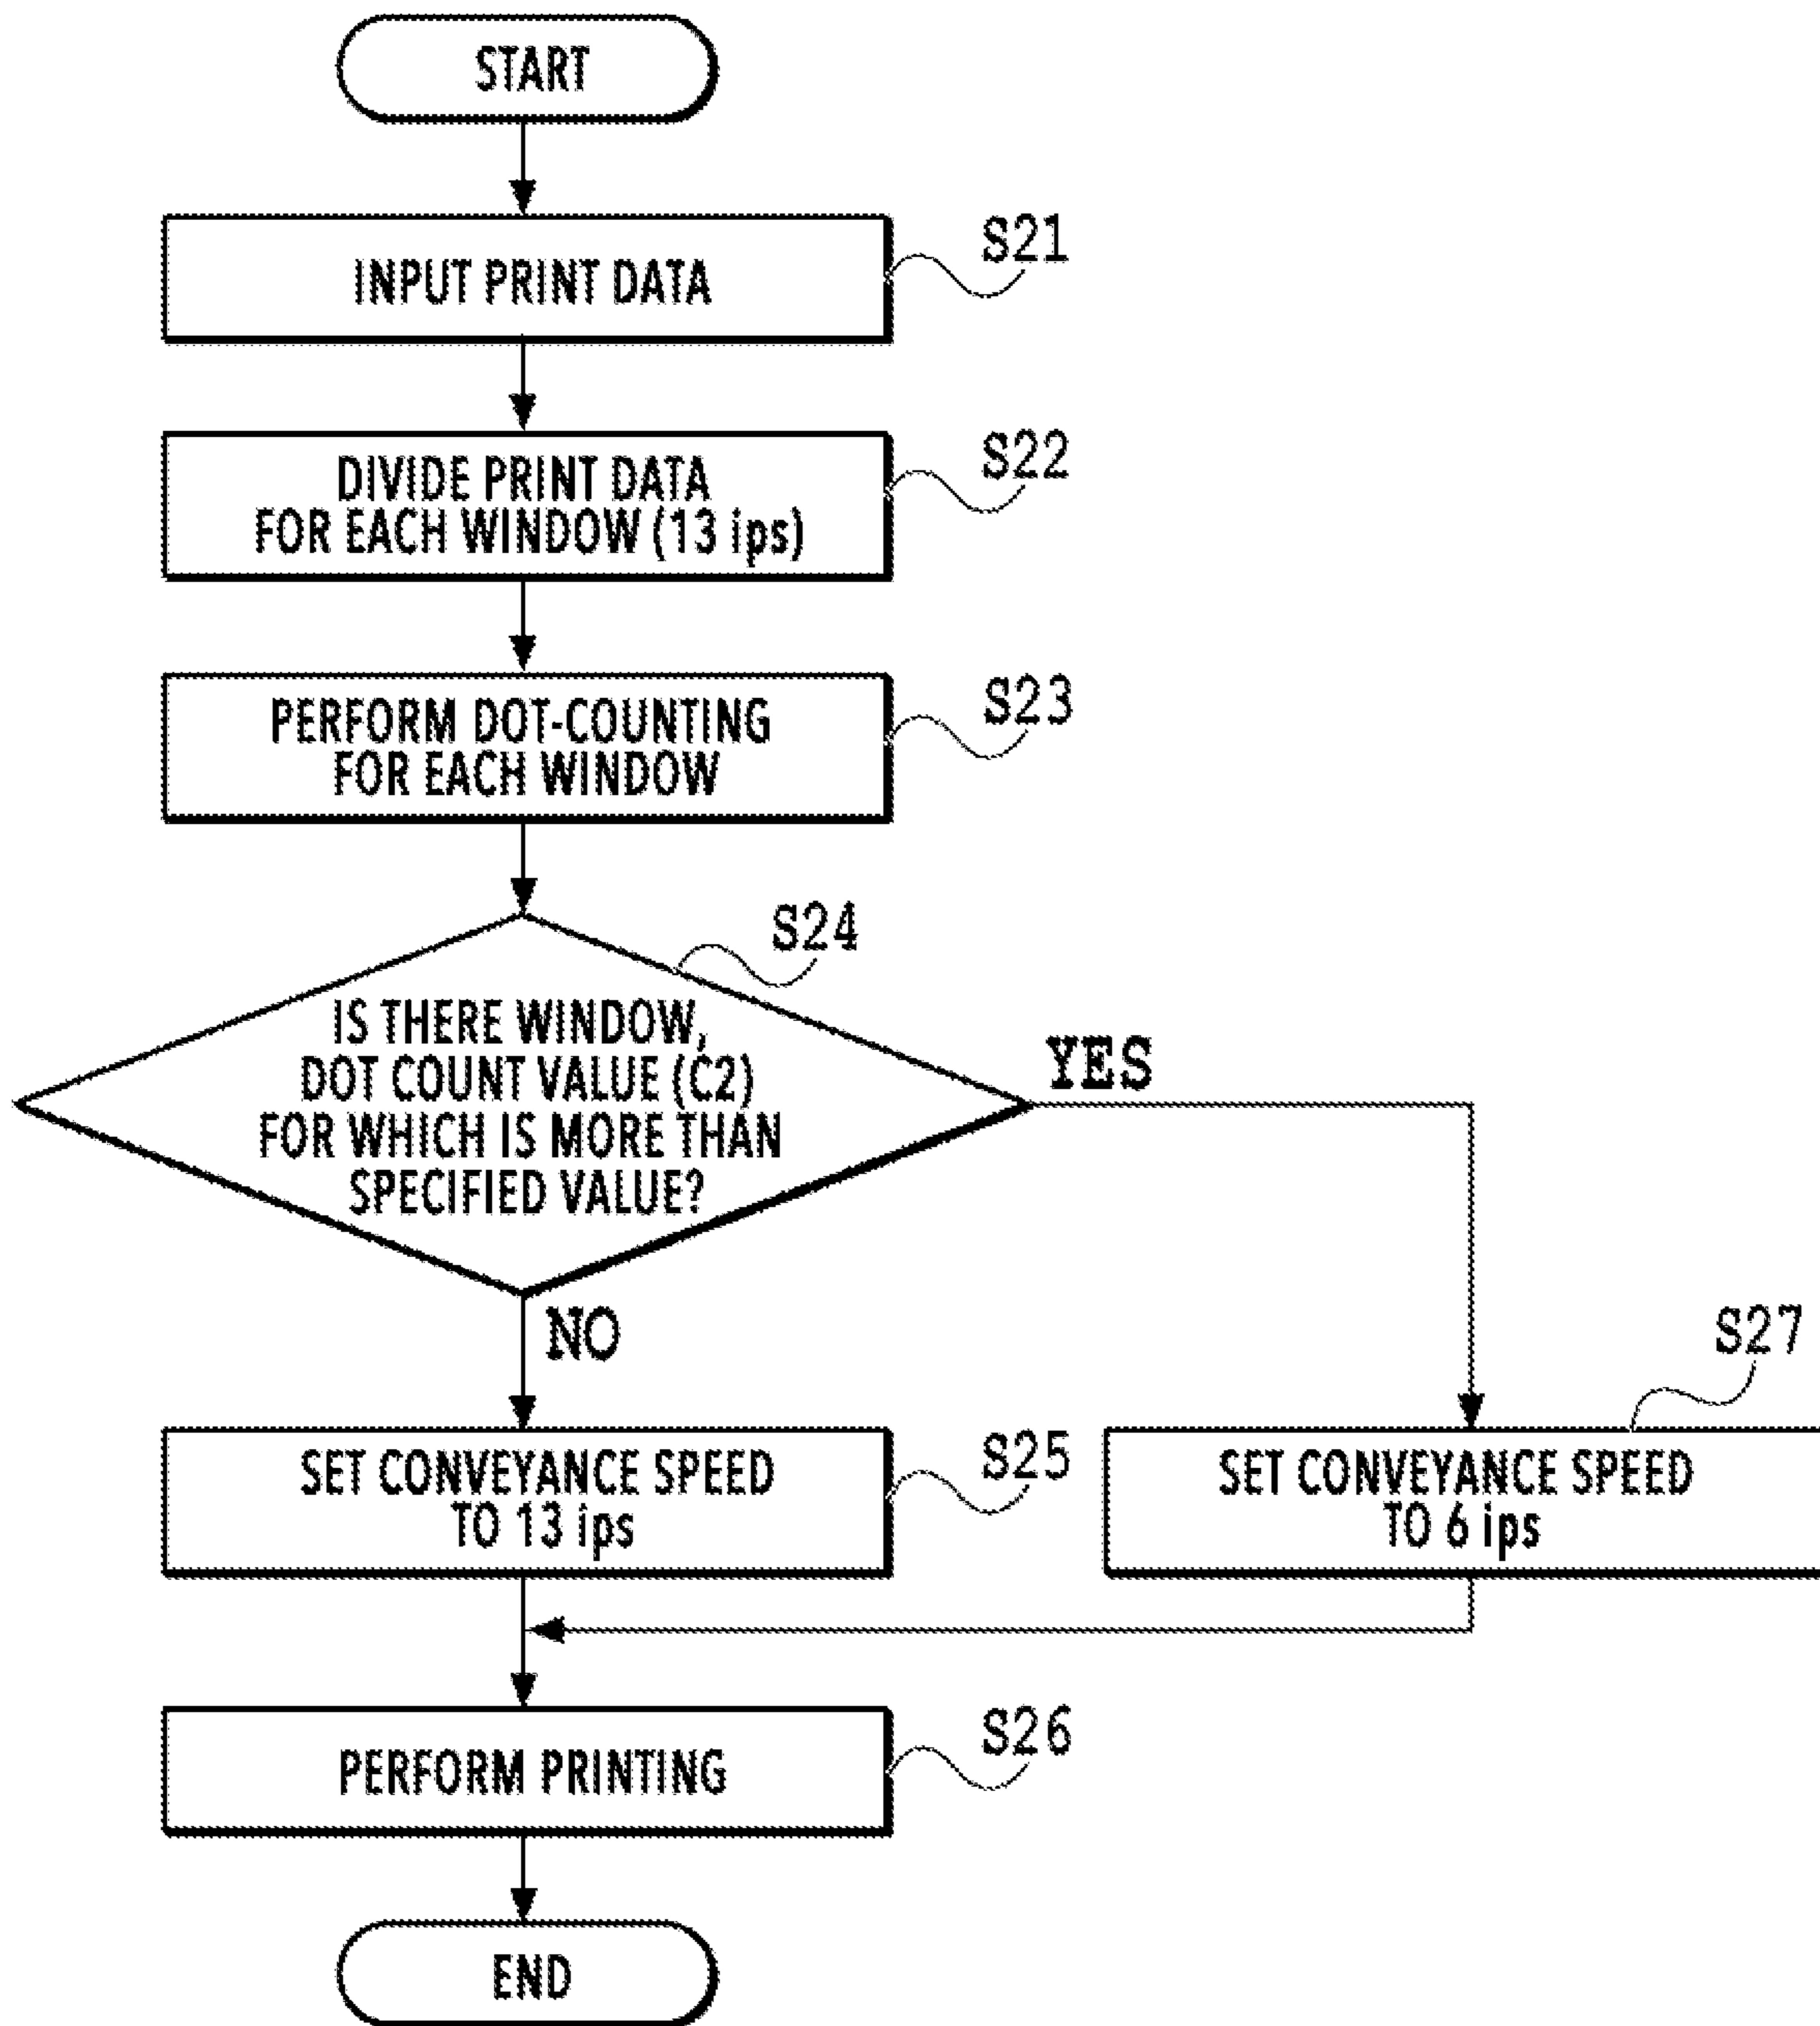 START
INPUT PRINT DATA
S21
DIVIDE PRINT DATA
FOR EACH WINDOW (13 ips)
S22
PERFORM DOT-COUNTING
FOR EACH WINDOW
S23
S24
IS THERE WINDOW,
DOT COUNT VALUE (C2)
FOR WHICH IS MORE THAN
SPECIFIED VALUE?
YES
NO
SET CONVEYANCE SPEED
TO 13 ips
S25
S27
SET CONVEYANCE SPEED
TO 6 ips
PERFORM PRINTING
S26
END